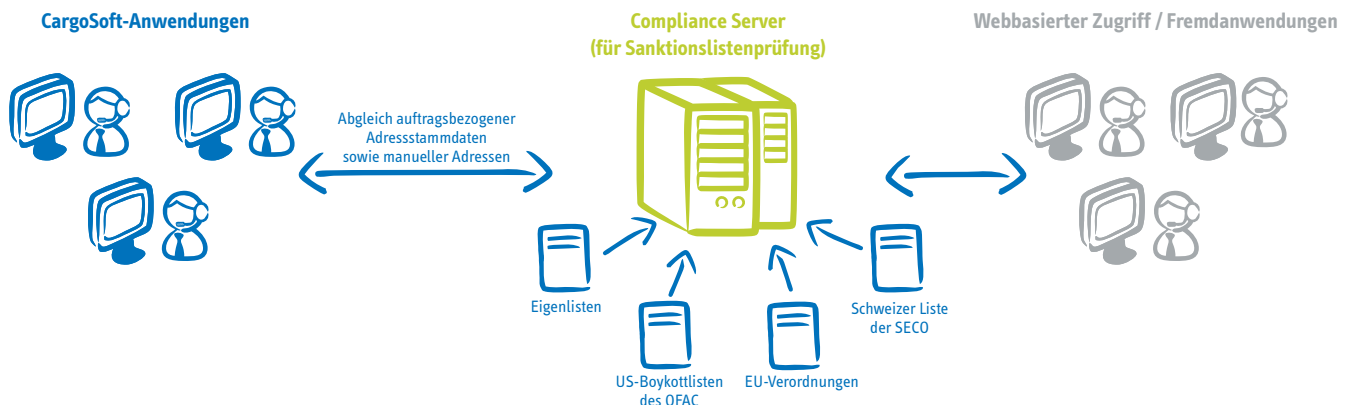 CargoSoft-Anwendungen
Compliance Server
(für Sanktionslistenprüfung)
Webbasierter Zugriff / Fremdanwendungen
Abgleich auftragsbezogener
Adressstammdaten
sowie manueller Adressen
Eigenlisten
US-Boykottlisten
des OFAC
EU-Verordnungen
Schweizer Liste
der SECO